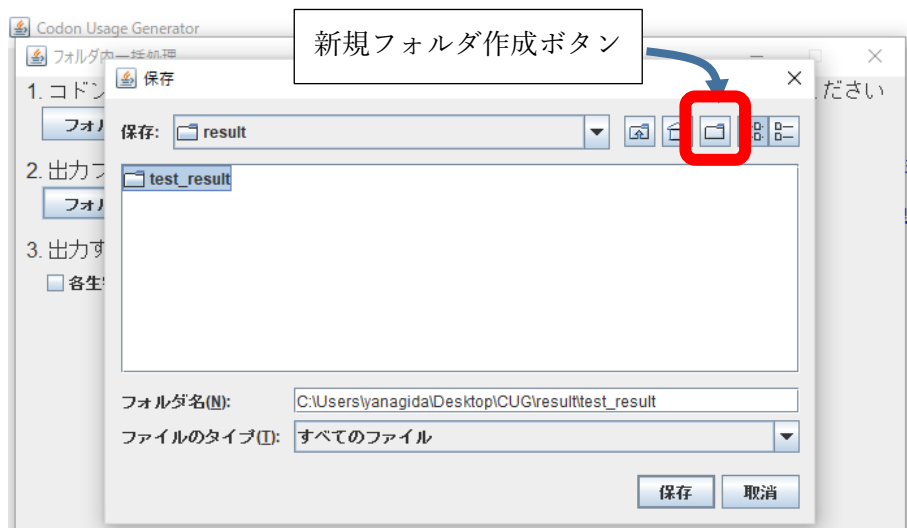 Codon Usage Generator
新規フォルダ作成ボタン
フォルダ内一括処理
保存
1. コドン
ださい
フォル
保存: result
2. 出力フ
test_result
フォル
3. 出力す
各生
フォルダ名(N): C:\Users\yanagida\Desktop\CUG\result\test_result
ファイルのタイプ(T): すべてのファイル
保存 取消